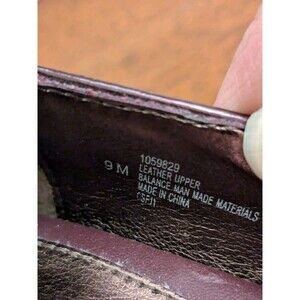 9 M
1059829
LEATHER UPPER
BALANCE MAN MADE MATERIALS
MADE IN CHINA